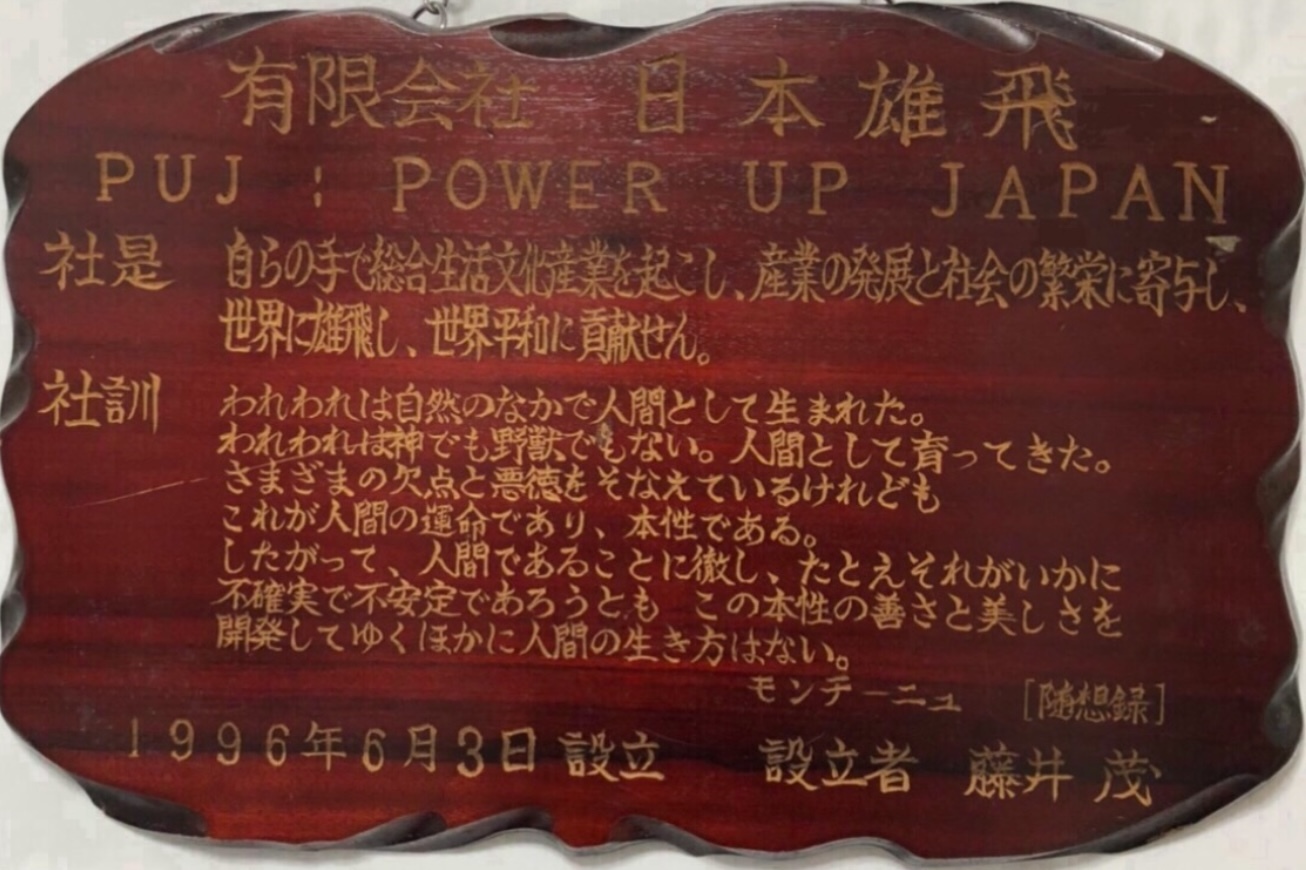 有限会社 日本雄飛
PUJ : POWER UP JAPAN
社是 自らの手で総合生活文化産業を起こし、産業の発展と社会の繁栄に寄与し、
世界に雄飛し、世界平和に貢献せん。
社訓 われわれは自然のなかで人間として生まれた。
われわれは神でも野獣でもない。人間として育ってきた。
さまざまの欠点と悪徳をそなえているけれども
これが人間の運命であり、本性である。
したがって、人間であることに徹し、たとえそれがいかに
不確実で不安定であろうとも この本性の善さと美しさを
開発してゆくほかに人間の生き方はない。
モンテーニュ [随想録]
1996年6月3日設立 設立者 藤井 茂